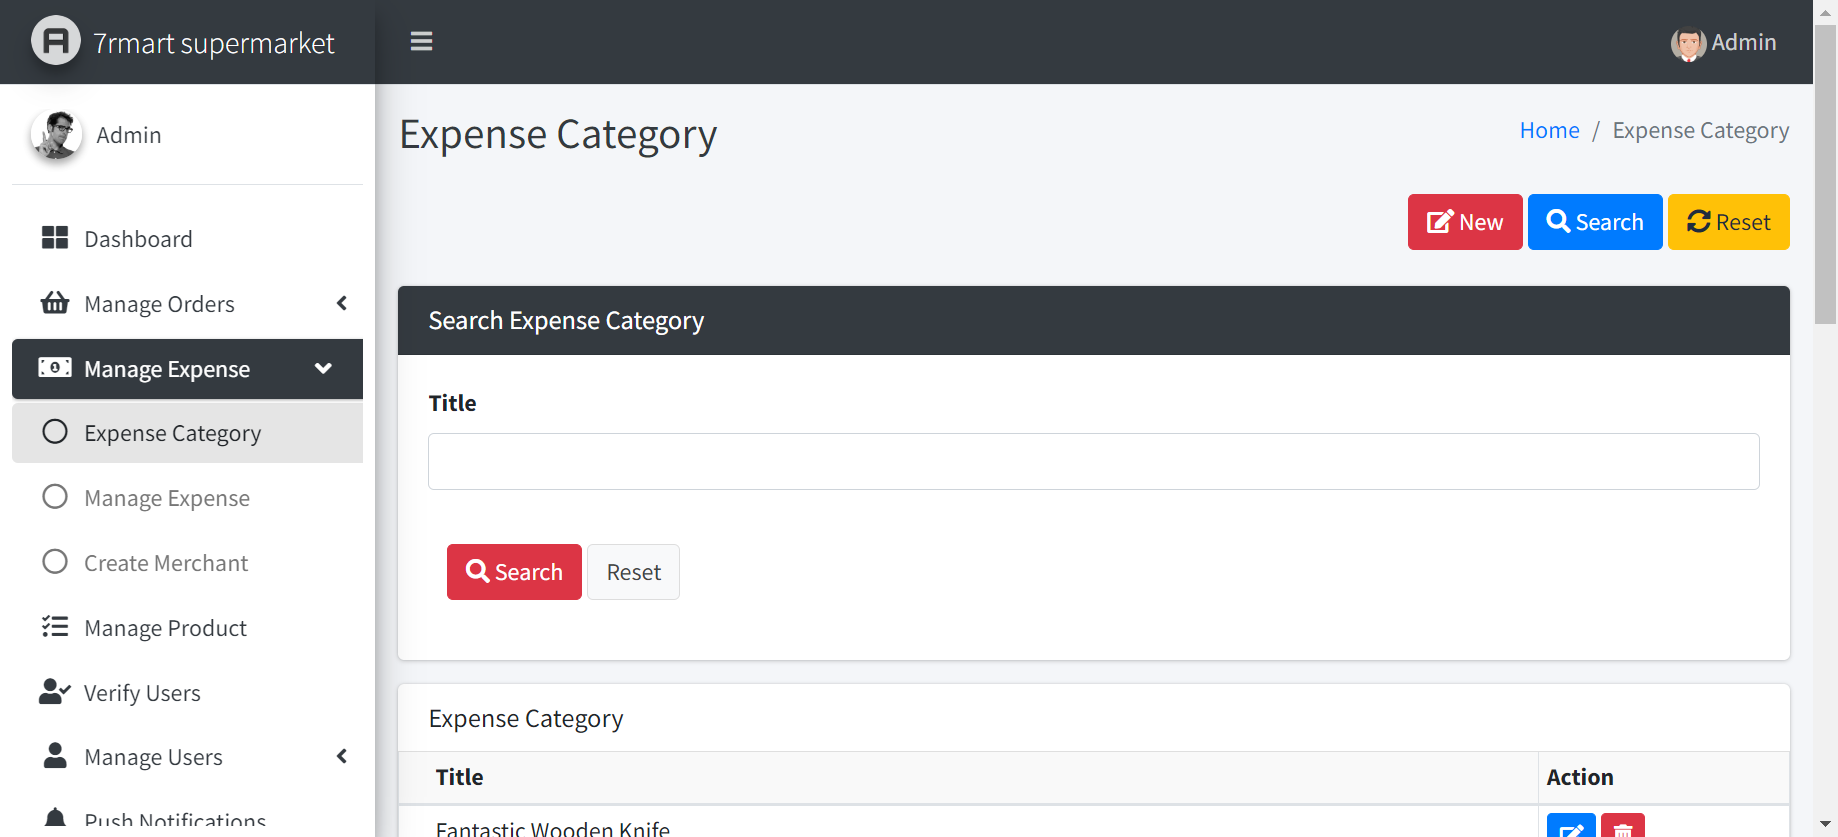 7rmart supermarket
Admin
Admin
Dashboard
Manage Orders
Manage Expense
Expense Category
Manage Expense
Create Merchant
Manage Product
Verify Users
Manage Users
Push Notifications
Expense Category
Home / Expense Category
New Search Reset
Search Expense Category
Title
Search Reset
Expense Category
Title Action
Fantastic Wooden Knife